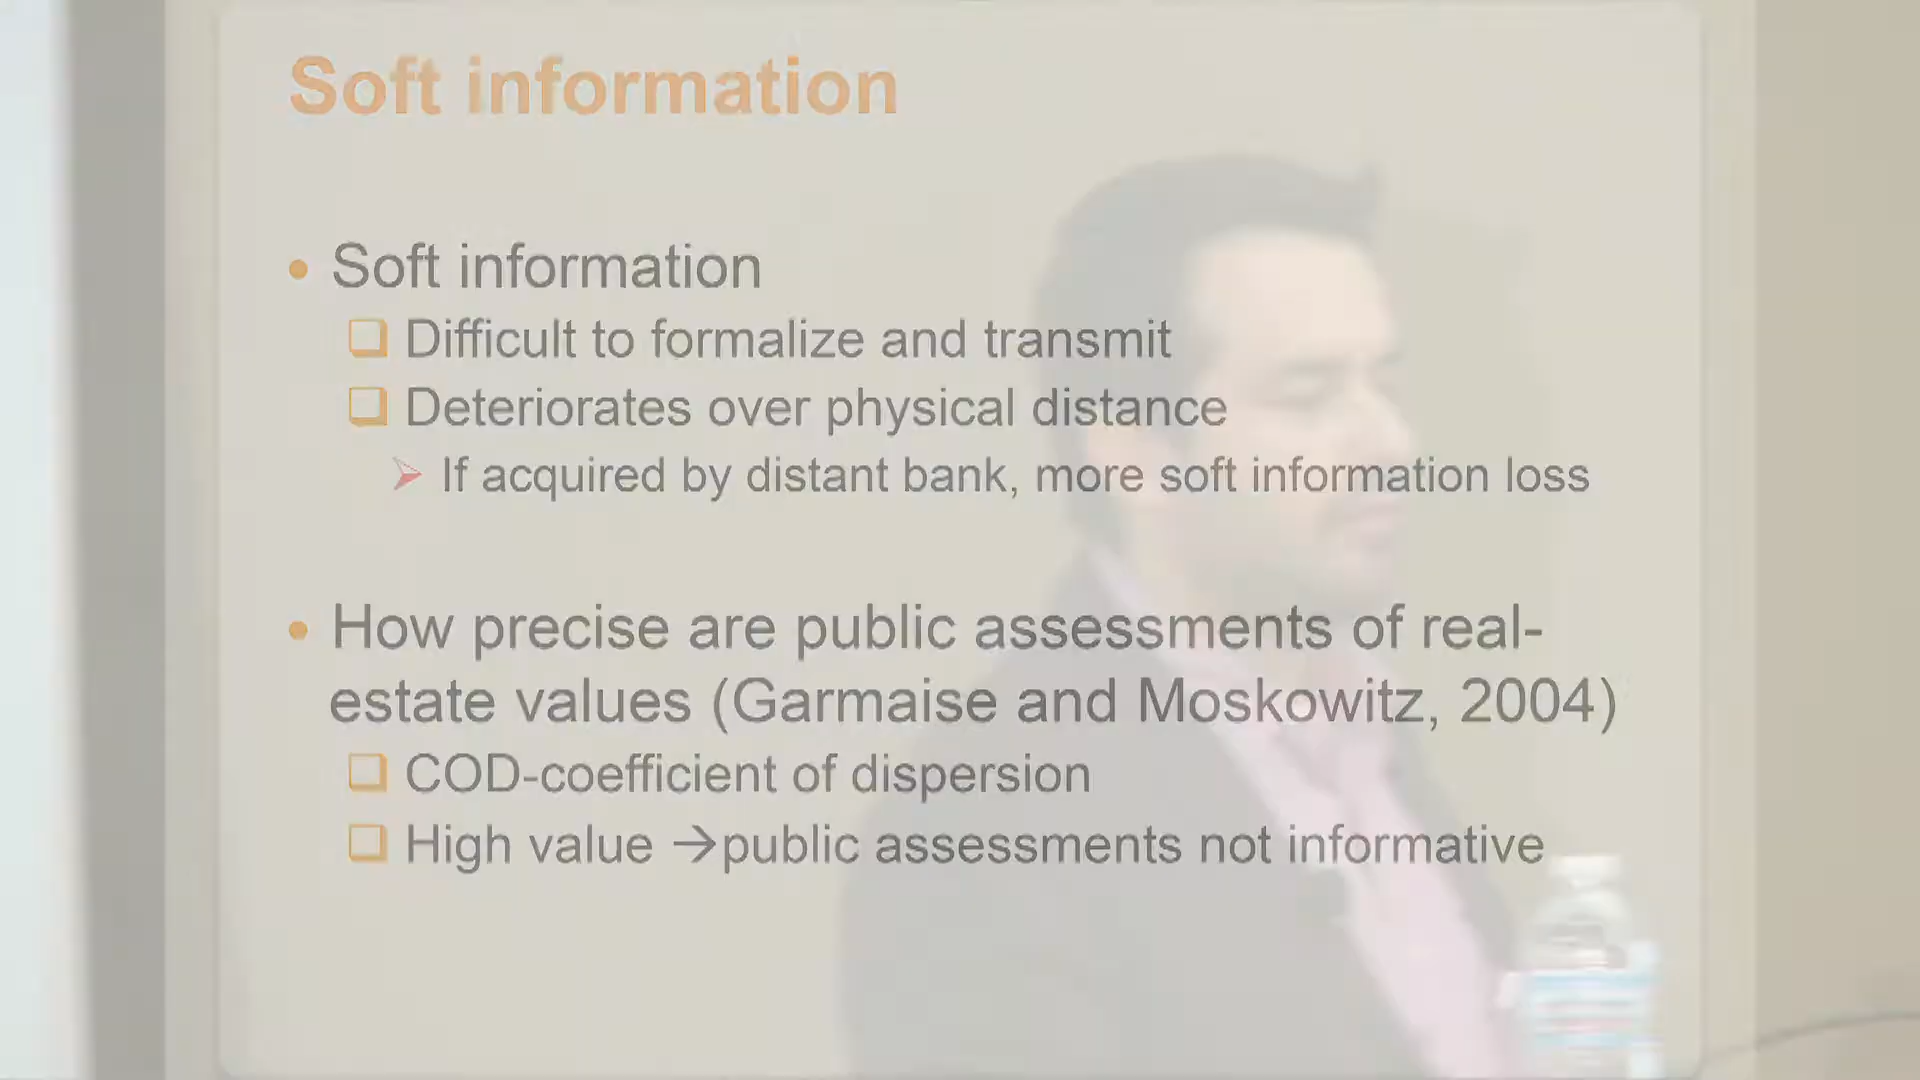 Soft information
• Soft information
❑ Difficult to formalize and transmit
❑ Deteriorates over physical distance
➢ If acquired by distant bank, more soft information loss
• How precise are public assessments of real-
estate values (Garmaise and Moskowitz, 2004)
❑ COD-coefficient of dispersion
❑ High value →public assessments not informative